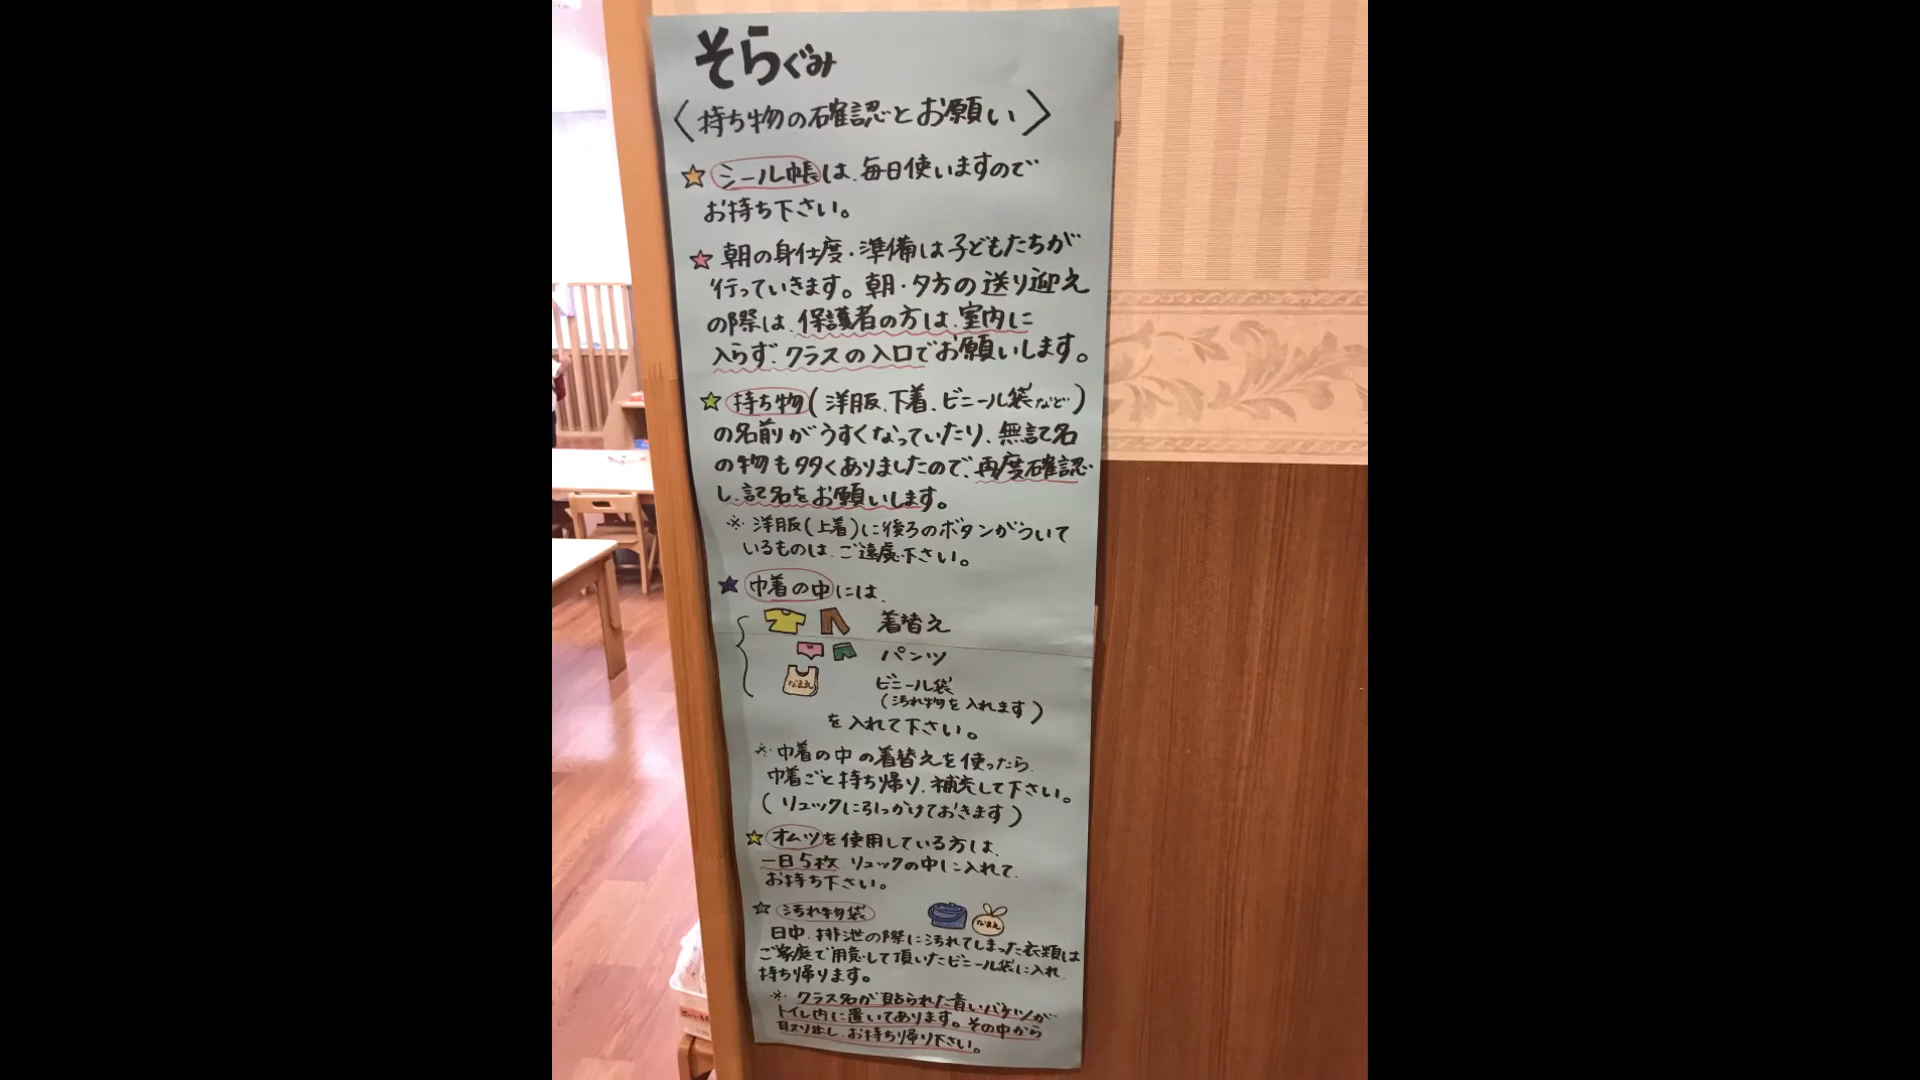 そらぐみ
〈持ち物の確認とお願い〉
☆シール帳は、毎日使いますので
お持ち下さい。
☆朝の身仕度・準備は子どもたちが
行っていきます。朝・夕方の送り迎え
の際は、保護者の方は、室内に
入らず、クラスの入口でお願いします。
☆持ち物(洋服、下着、ビニール袋など)
の名前がうすくなっていたり、無記名
の物も多くありましたので、再度確認
し、記名をお願いします。
※洋服(上着)に後ろのボタンがついて
いるものは、ご遠慮下さい。
★巾着の中には、
着替え
パンツ
なまえ
ビニール袋
(汚れ物を入れます)
を入れて下さい。
※巾着の中の着替えを使ったら、
巾着ごと持ち帰り、補充して下さい。
(リュックに引っかけておきます)
☆オムツを使用している方は、
一日5枚 リュックの中に入れて、
お持ち下さい。
☆汚れ物袋
なまえ
日中、排泄の際に汚れてしまった衣類は
ご家庭で用意して頂いたビニール袋に入れ、
持ち帰ります。
※クラス名が貼られた青いバケツが
トイレ内に置いてあります。その中から
取り出し、お持ち帰り下さい。